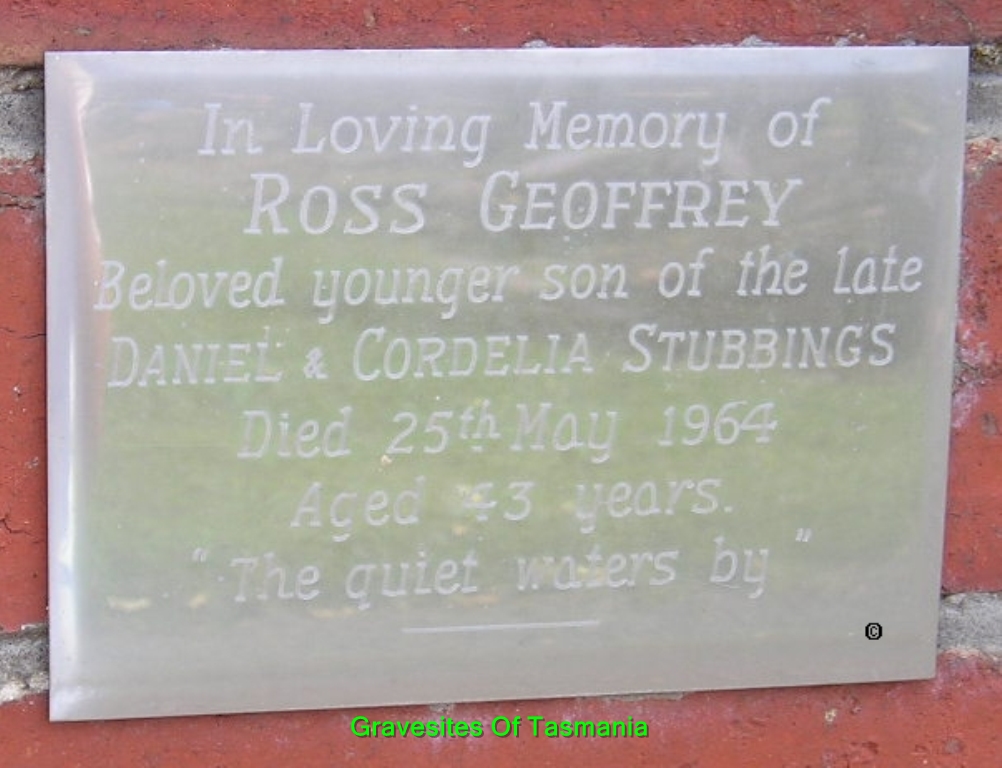 In Loving Memory of
ROSS GEOFFREY
Beloved younger son of the late
DANIEL & CORDELIA STUBBINGS
Died 25th May 1964
Aged 43 years.
"The quiet waters by"
©
Gravesites Of Tasmania